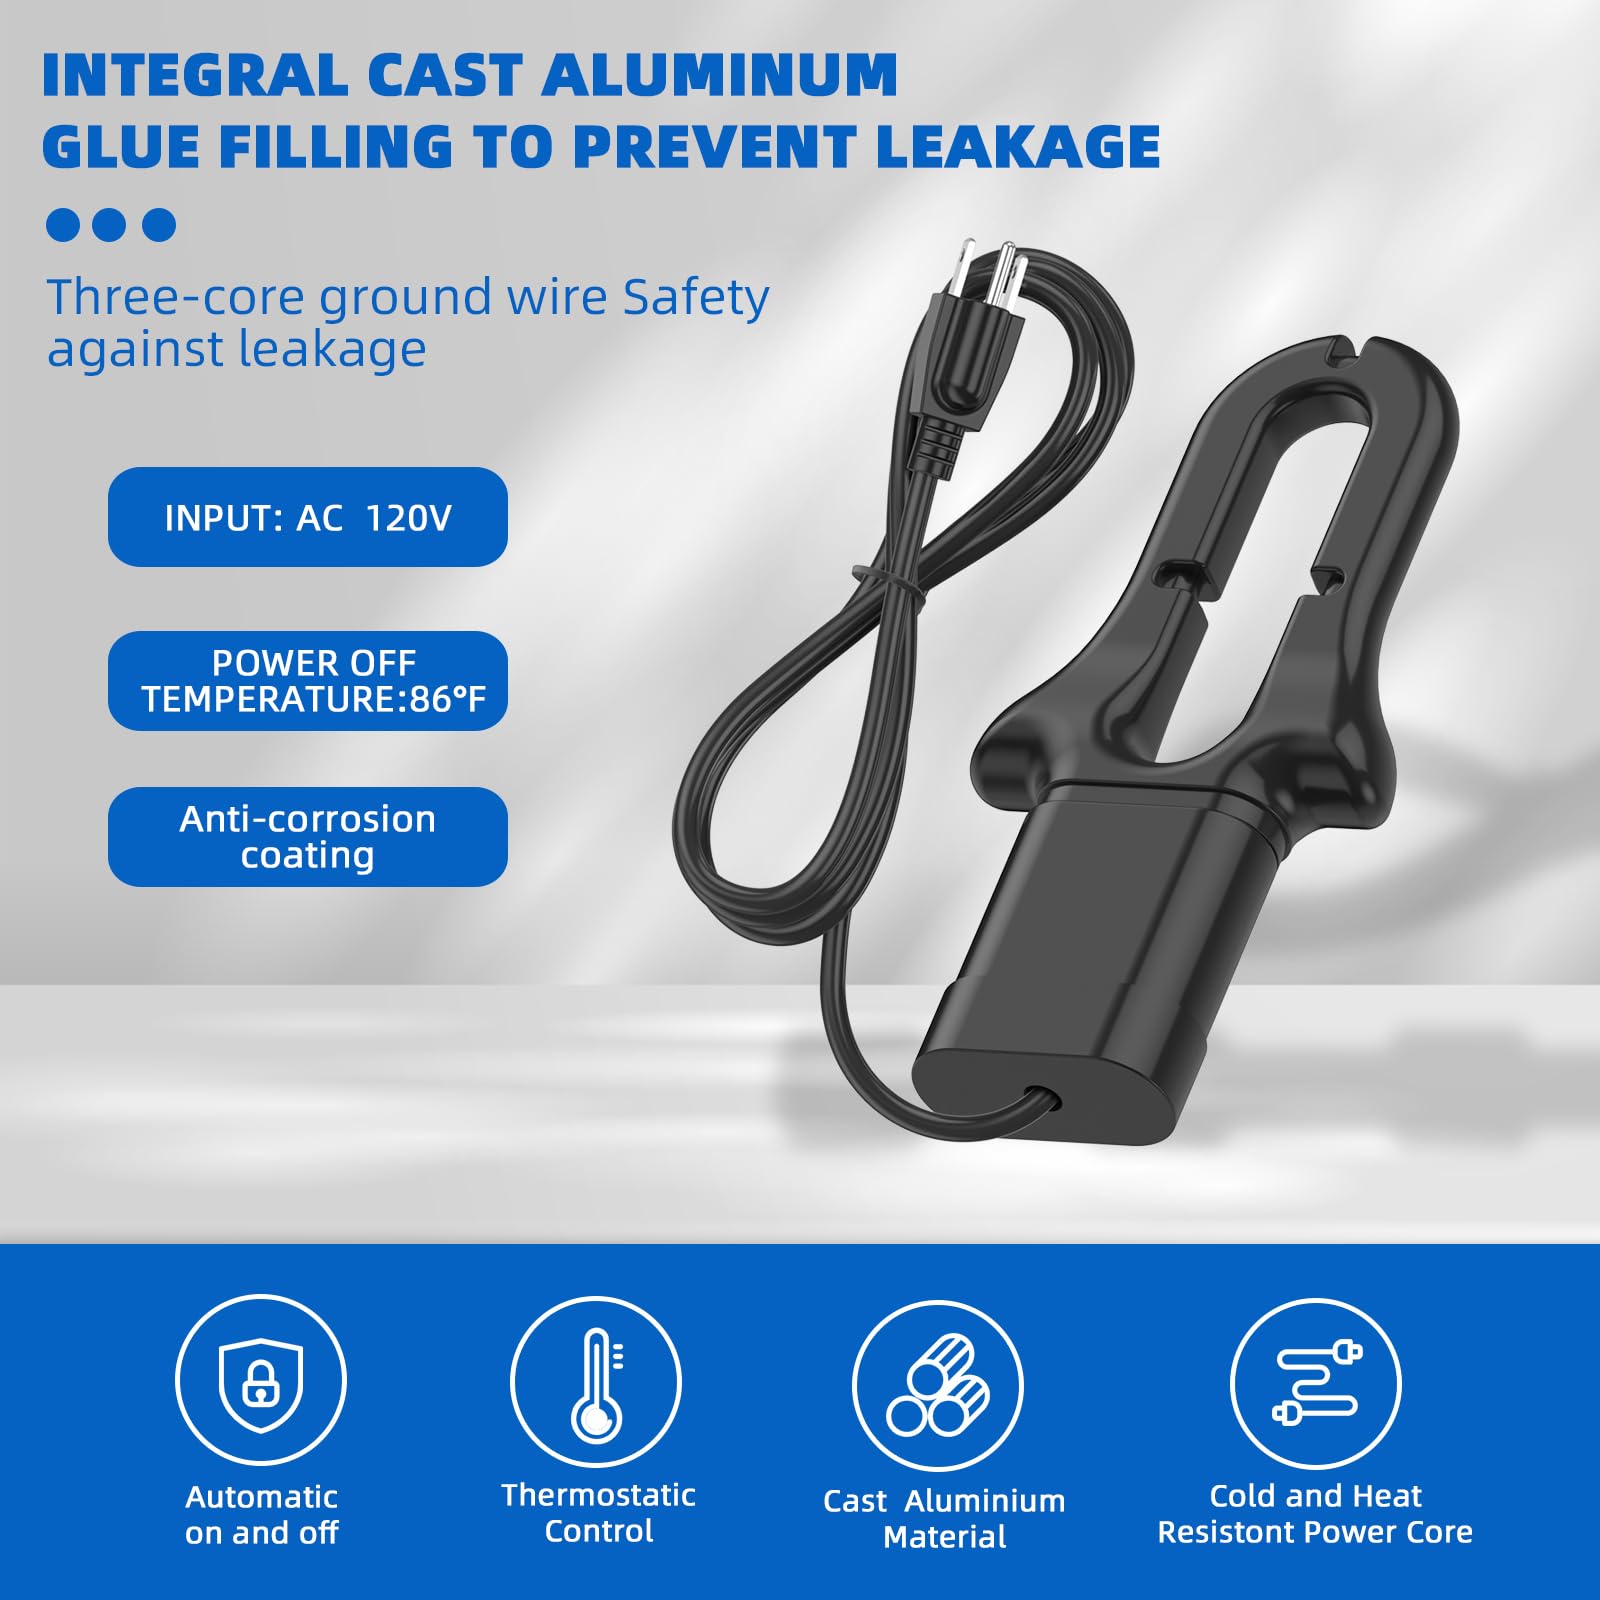 INTEGRAL CAST ALUMINUM
GLUE FILLING TO PREVENT LEAKAGE
Three-core ground wire Safety
against leakage
INPUT: AC 120V
POWER OFF
TEMPERATURE:86°F
Anti-corrosion
coating
Automatic
on and off
Thermostatic
Control
Cast Aluminium
Material
Cold and Heat
Resistont Power Core